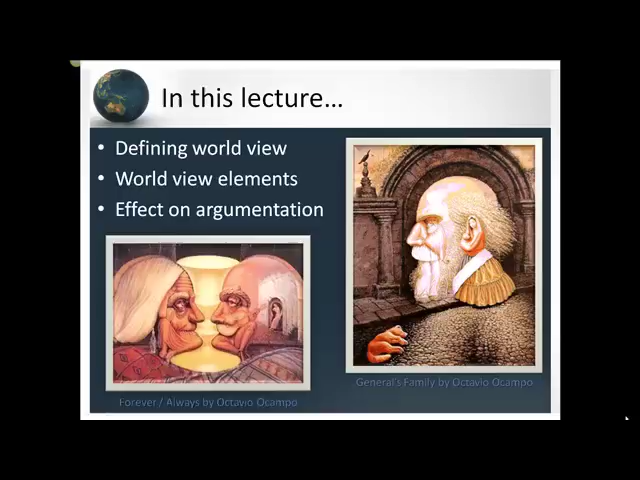 In this lecture...
• Defining world view
• World view elements
• Effect on argumentation
General's Family by Octavio Ocampo
Forever / Always by Octavio Ocampo